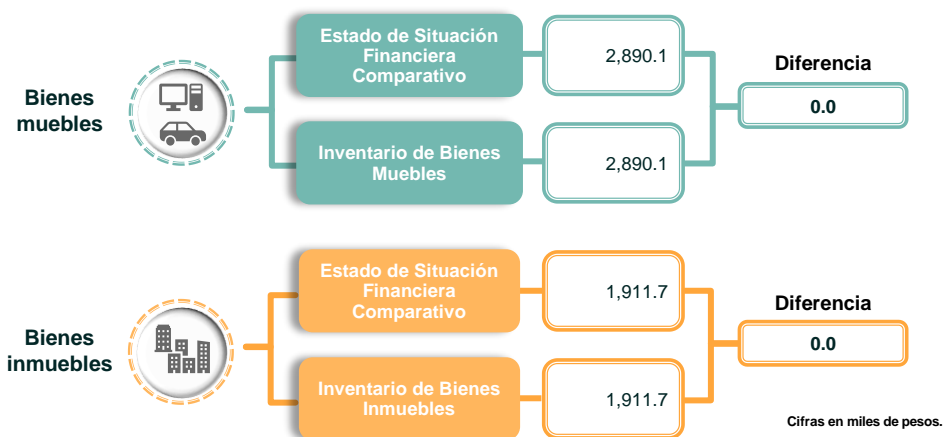 Bienes
muebles
Estado de Situación
Financiera
Comparativo
2,890.1
Inventario de Bienes
Muebles
2,890.1
Diferencia
0.0
Bienes
inmuebles
Estado de Situación
Financiera
Comparativo
1,911.7
Inventario de Bienes
Inmuebles
1,911.7
Diferencia
0.0
Cifras en miles de pesos.